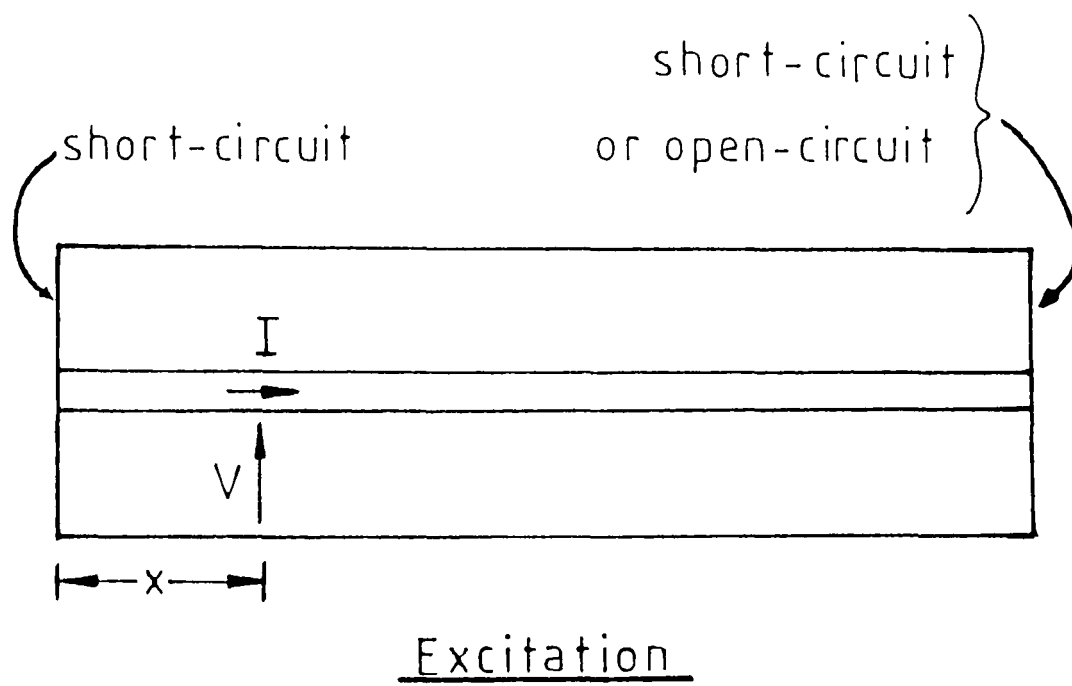 short-circuit
or open-circuit
short-circuit
I
V
x
Excitation